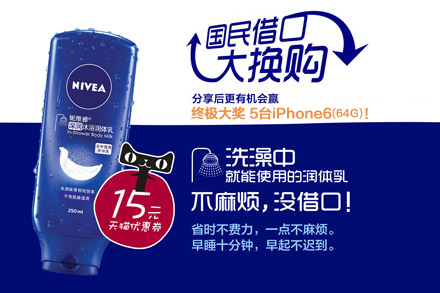 国民借口
大换购
分享后更有机会赢
终极大奖 5台iPhone6(64G)！
NIVEA
妮维雅
深润沐浴润体乳
In-Shower Body Milk
250ml
15元
天猫优惠券
洗澡中
就能使用的润体乳
不麻烦，没借口！
省时不费力，一点不麻烦。
早睡十分钟，早起不迟到。